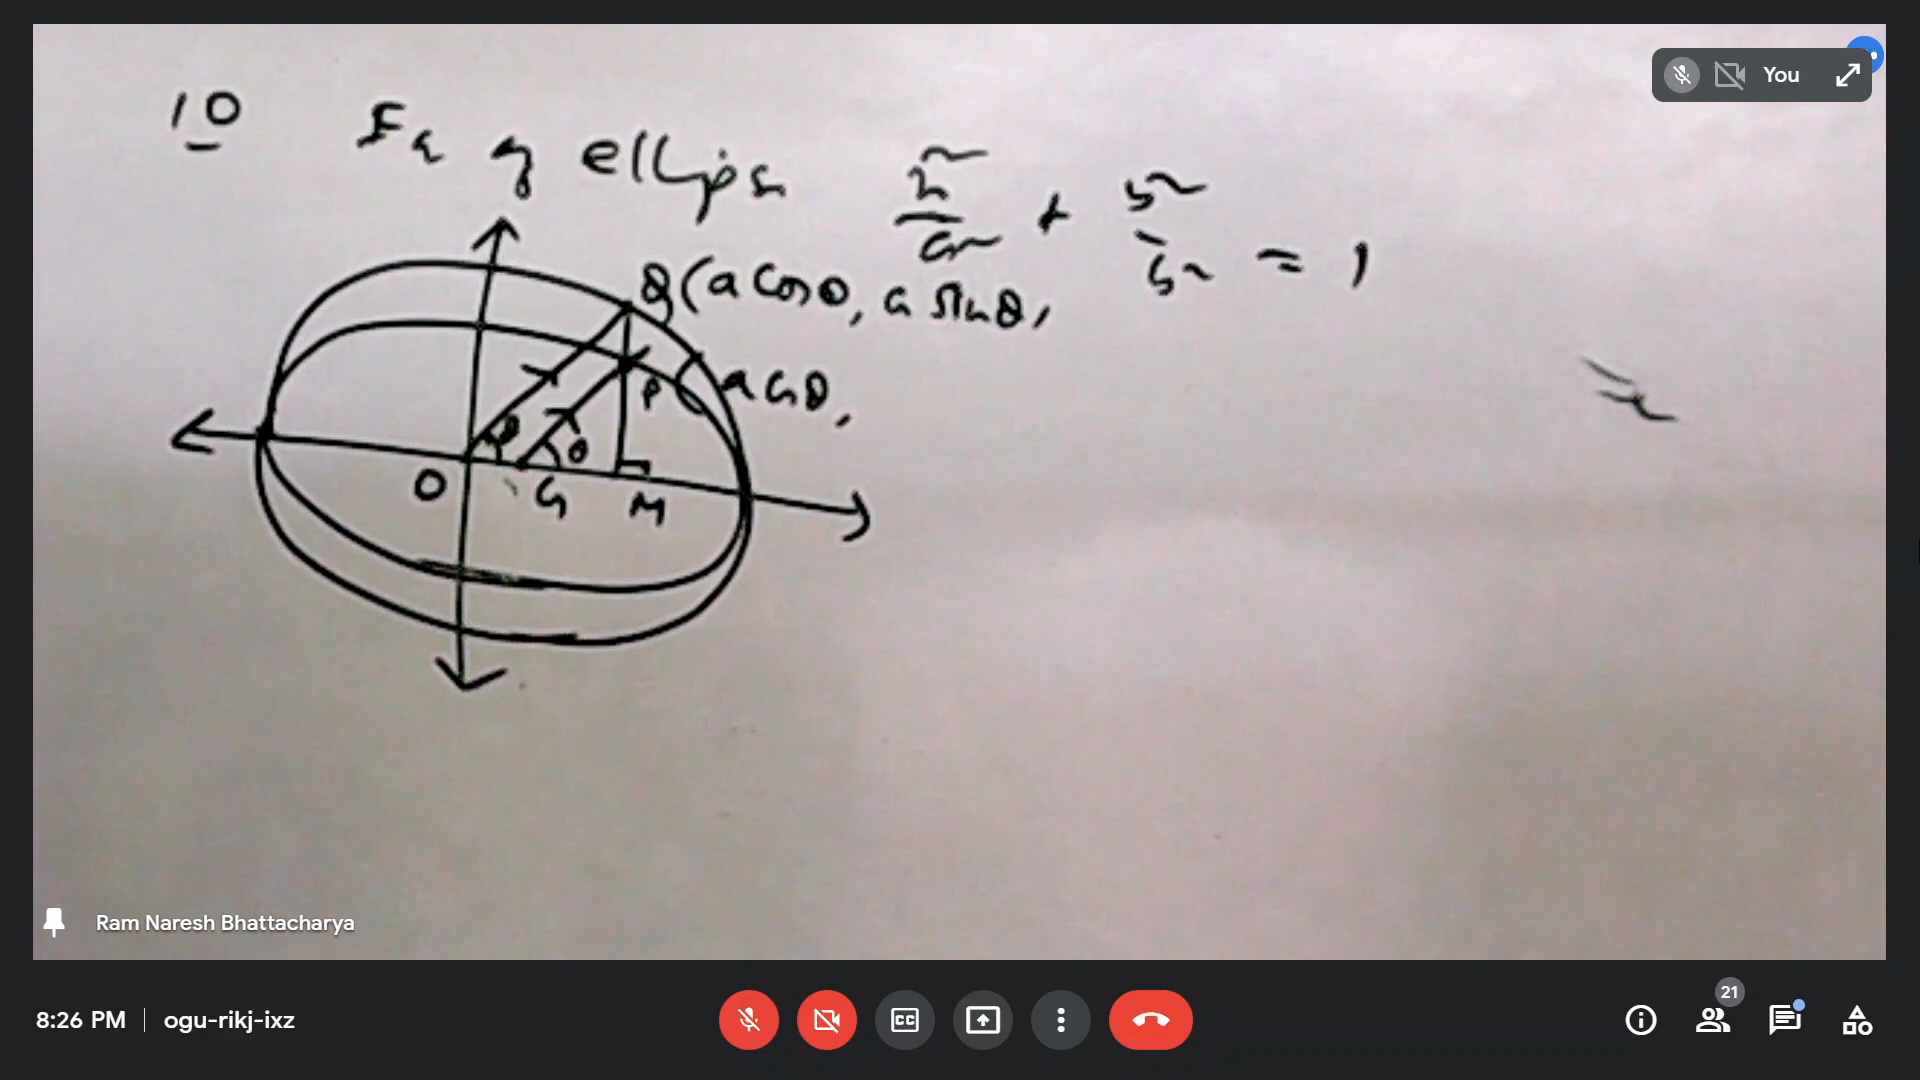 You
10 Eq of ellipse x²/a² + y²/b² = 1
Q(a cosθ, a sinθ,
P a cosθ,
θ θ
O G M
Ram Naresh Bhattacharya
8:26 PM ogu-rikj-ixz
CC
21